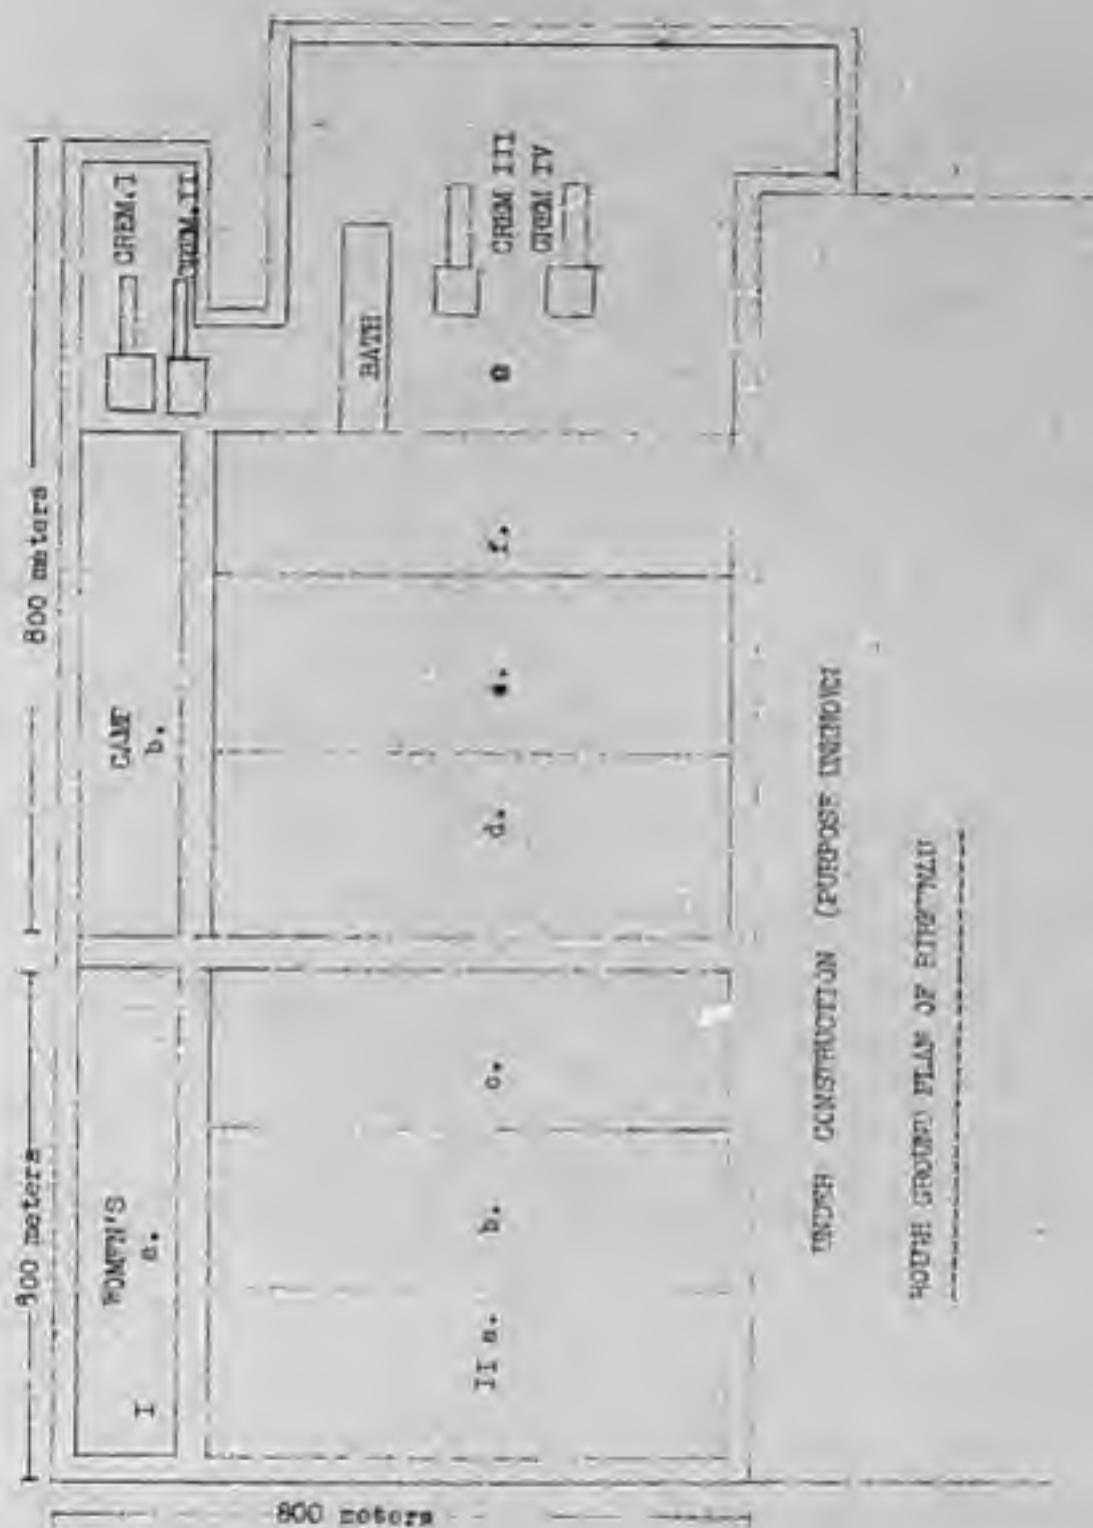 800 meters
800 meters
800 meters
I
WOMEN'S
a.
CAMP
b.
CREM.I
CREM.II
BATH
CREM III
CREM IV
II a.
b.
c.
d.
e.
f.
UNDER CONSTRUCTION (PURPOSE UNKNOWN)
ROUGH GROUND PLAN OF BIRKENAU